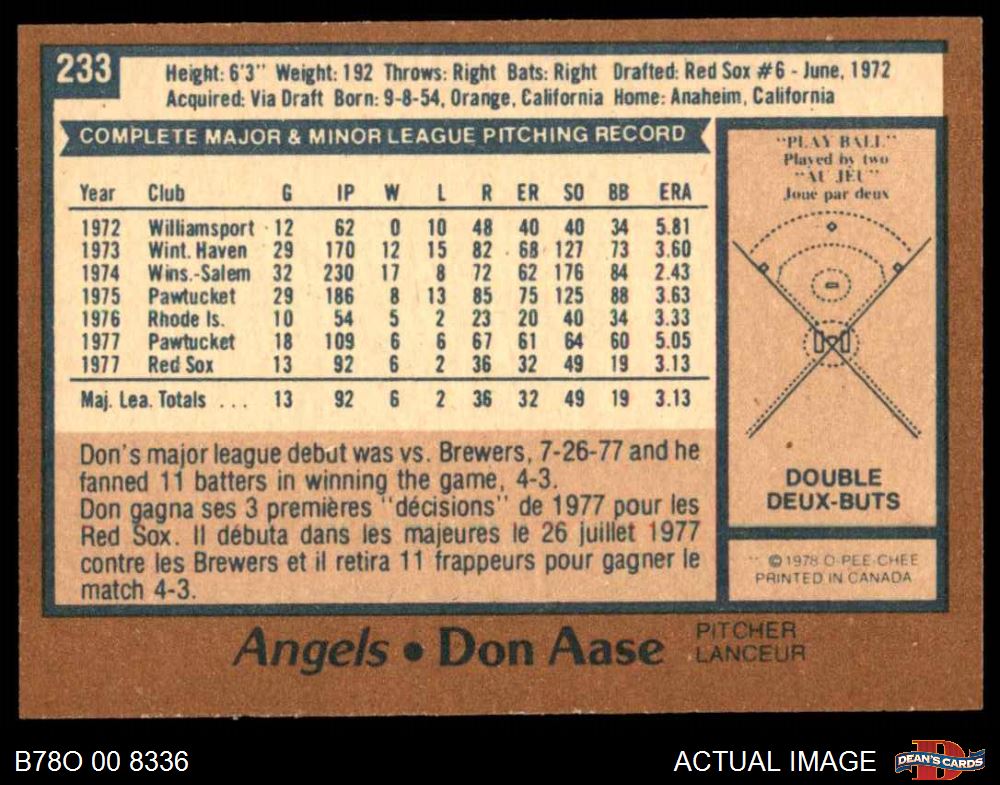 233
Height: 6'3" Weight: 192 Throws: Right Bats: Right Drafted: Red Sox #6 - June, 1972
Acquired: Via Draft Born: 9-8-54, Orange, California Home: Anaheim, California
COMPLETE MAJOR & MINOR LEAGUE PITCHING RECORD
Year Club G IP W L R ER SO BB ERA
1972 Williamsport 12 62 0 10 48 40 40 34 5.81
1973 Wint. Haven 29 170 12 15 82 68 127 73 3.60
1974 Wins.-Salem 32 230 17 8 72 62 176 84 2.43
1975 Pawtucket 29 186 8 13 85 75 125 88 3.63
1976 Rhode Is. 10 54 5 2 23 20 40 34 3.33
1977 Pawtucket 18 109 6 6 67 61 64 60 5.05
1977 Red Sox 13 92 6 2 36 32 49 19 3.13
Maj. Lea. Totals ... 13 92 6 2 36 32 49 19 3.13
Don's major league debut was vs. Brewers, 7-26-77 and he
fanned 11 batters in winning the game, 4-3.
Don gagna ses 3 premières "décisions" de 1977 pour les
Red Sox. Il débuta dans les majeures le 26 juillet 1977
contre les Brewers et il retira 11 frappeurs pour gagner le
match 4-3.
"PLAY BALL"
Played by two
"AU JEU"
Joué par deux
DOUBLE
DEUX-BUTS
** © 1978 O-PEE-CHEE
PRINTED IN CANADA
Angels • Don Aase
PITCHER
LANCEUR
B78O 00 8336
ACTUAL IMAGE
D
DEAN'S CARDS